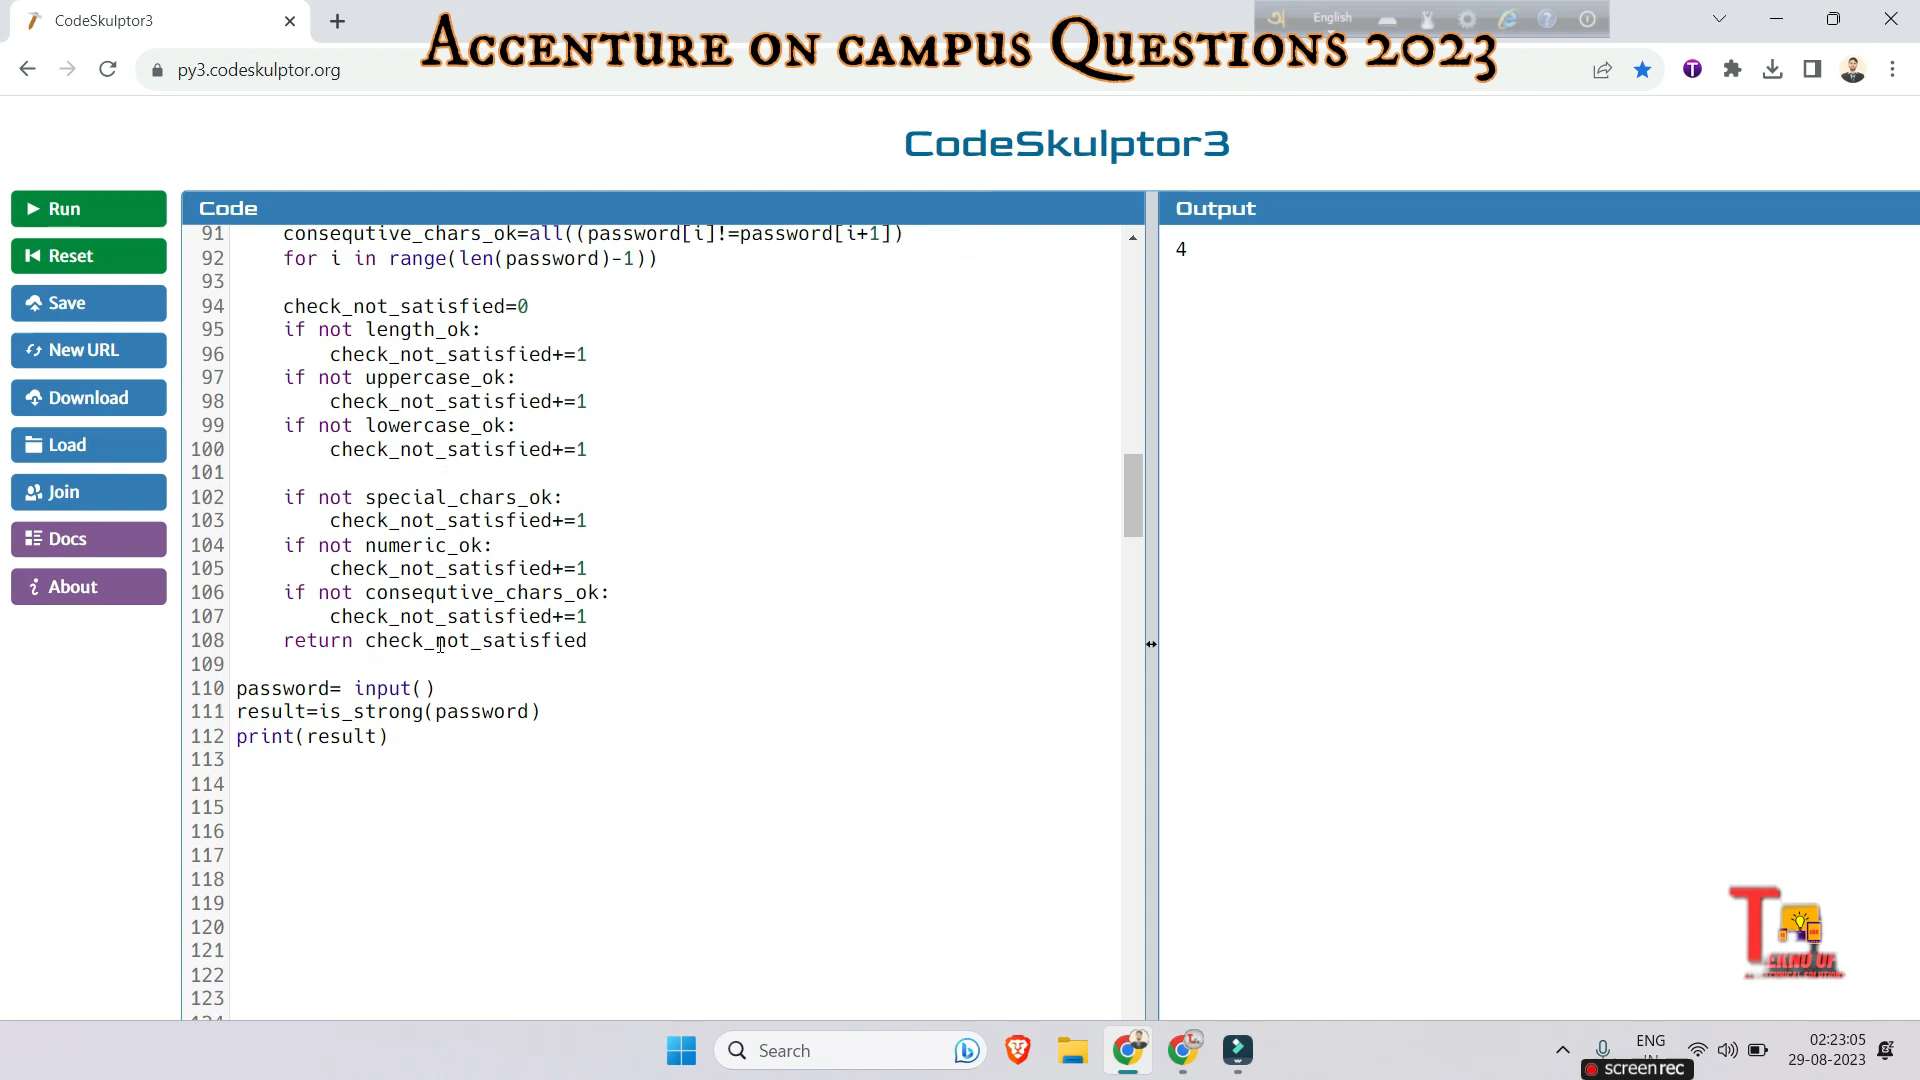 CodeSkulptor3
English
Accenture on campus Questions 2023
py3.codeskulptor.org
CodeSkulptor3
Run
Reset
Save
New URL
Download
Load
Join
Docs
About
Code
91 consequtive_chars_ok=all((password[i]!=password[i+1])
92 for i in range(len(password)-1))
93
94 check_not_satisfied=0
95 if not length_ok:
96 check_not_satisfied+=1
97 if not uppercase_ok:
98 check_not_satisfied+=1
99 if not lowercase_ok:
100 check_not_satisfied+=1
101
102 if not special_chars_ok:
103 check_not_satisfied+=1
104 if not numeric_ok:
105 check_not_satisfied+=1
106 if not consequtive_chars_ok:
107 check_not_satisfied+=1
108 return check_not_satisfied
109
110 password= input()
111 result=is_strong(password)
112 print(result)
113
114
115
116
117
118
119
120
121
122
123
Output
4
TEKNO UF
Search
ENG
IN
02:23:05
29-08-2023
screen rec